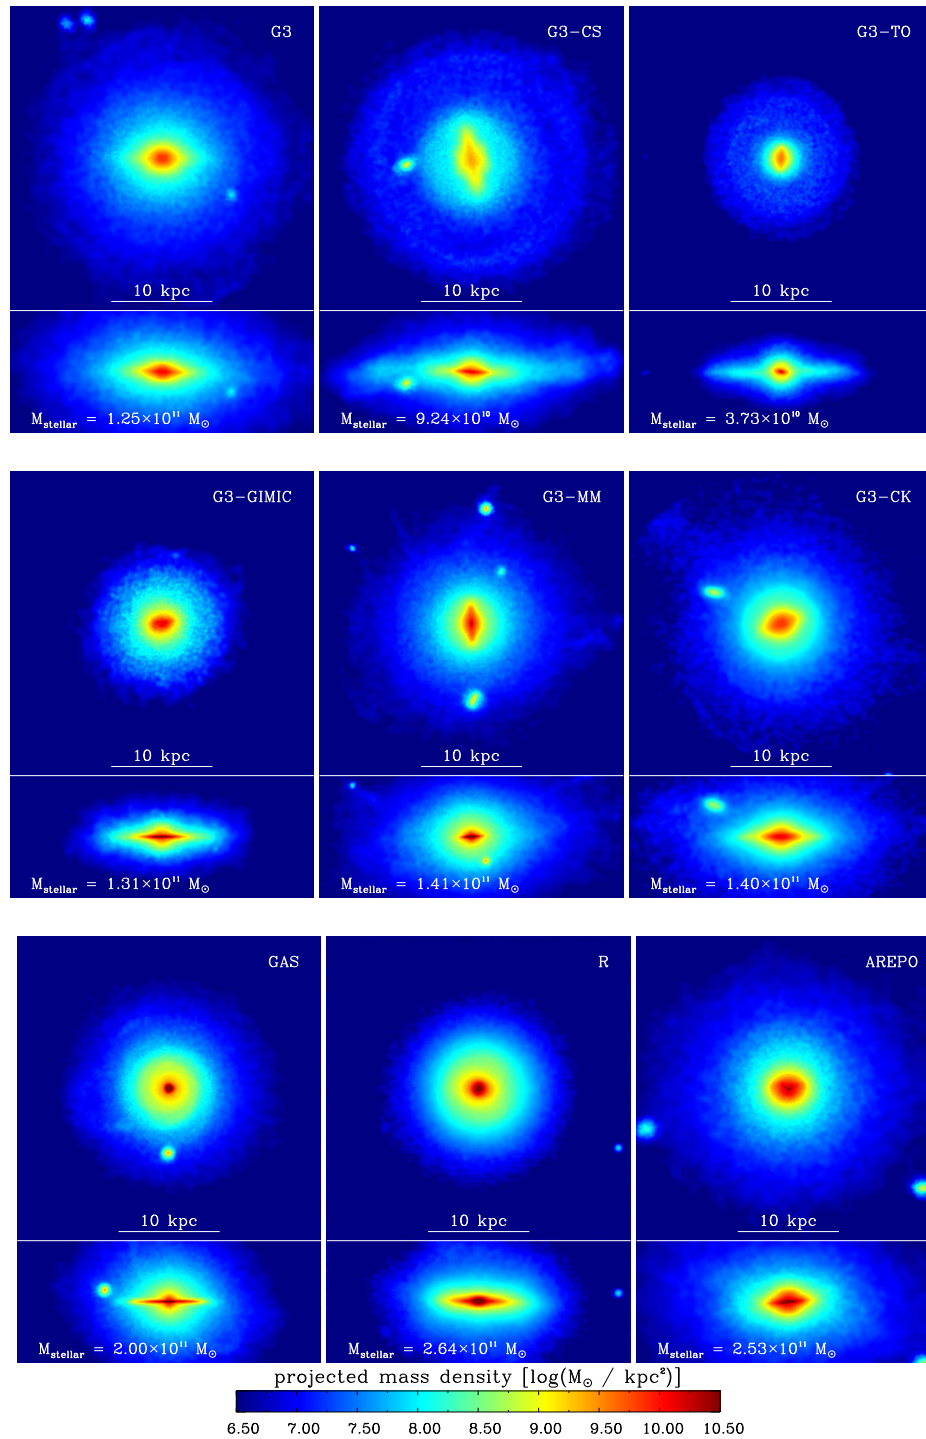 G3 G3-CS G3-TO
10 kpc 10 kpc 10 kpc
M_stellar = 1.25×10¹¹ M_⊙ M_stellar = 9.24×10¹⁰ M_⊙ M_stellar = 3.73×10¹⁰ M_⊙
G3-GIMIC G3-MM G3-CK
10 kpc 10 kpc 10 kpc
M_stellar = 1.31×10¹¹ M_⊙ M_stellar = 1.41×10¹¹ M_⊙ M_stellar = 1.40×10¹¹ M_⊙
GAS R AREPO
10 kpc 10 kpc 10 kpc
M_stellar = 2.00×10¹¹ M_⊙ M_stellar = 2.64×10¹¹ M_⊙ M_stellar = 2.53×10¹¹ M_⊙
projected mass density [log(M_⊙ / kpc²)]
6.50 7.00 7.50 8.00 8.50 9.00 9.50 10.00 10.50